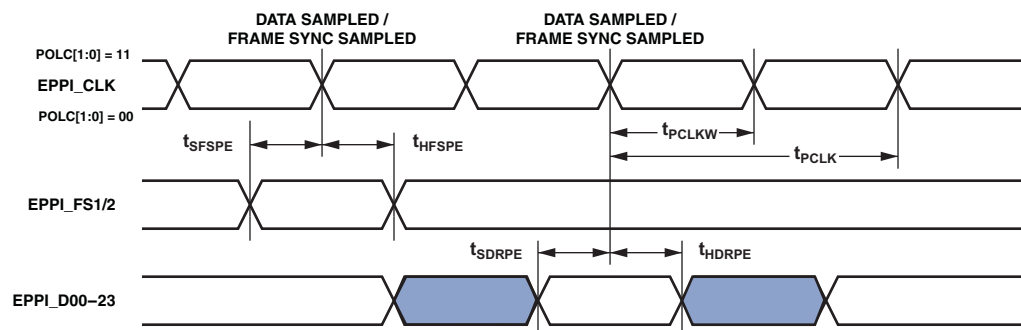 DATA SAMPLED /
FRAME SYNC SAMPLED
DATA SAMPLED /
FRAME SYNC SAMPLED
POLC[1:0] = 11
EPPI_CLK
POLC[1:0] = 00
tSFSPE
tHFSPE
tPCLKW
tPCLK
EPPI_FS1/2
tSDRPE
tHDRPE
EPPI_D00–23